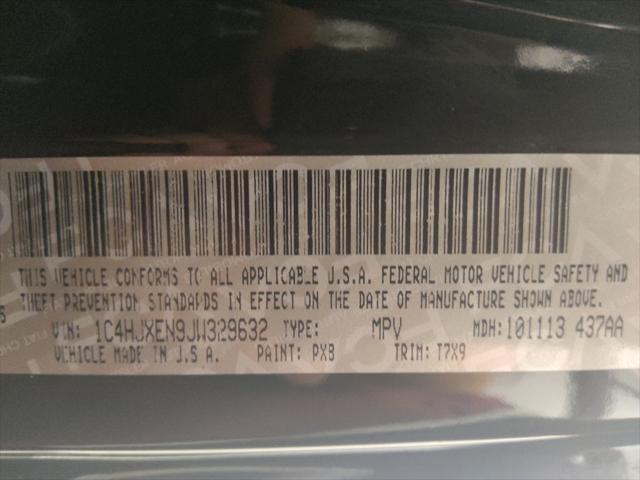 THIS VEHICLE CONFORMS TO ALL APPLICABLE U.S.A. FEDERAL MOTOR VEHICLE SAFETY AND
THEFT PREVENTION STANDARDS IN EFFECT ON THE DATE OF MANUFACTURE SHOWN ABOVE.
VIN: 1C4HJXEN9JW329632 TYPE: MPV MDH:101113 437AA
VEHICLE MADE IN U.S.A. PAINT: PX8 TRIM: T7X9